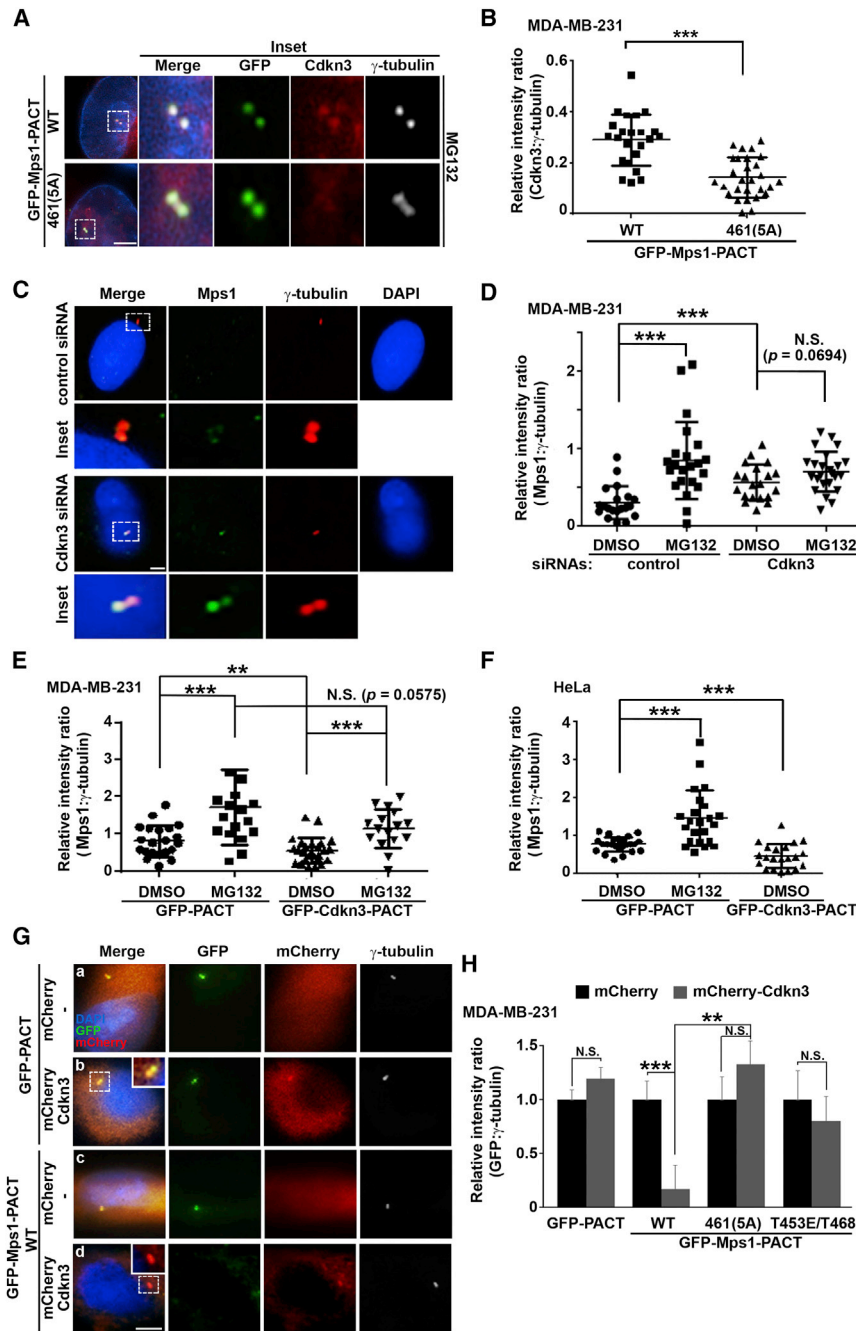 A
Inset
Merge GFP Cdkn3 γ-tubulin
GFP-Mps1-PACT
WT
461(5A)
MG132
B
MDA-MB-231
***
Relative intensity ratio
(Cdkn3:γ-tubulin)
0.6
0.4
0.2
0
WT 461(5A)
GFP-Mps1-PACT
C
Merge Mps1 γ-tubulin DAPI
control siRNA
Inset
Cdkn3 siRNA
Inset
D
MDA-MB-231
***
***
N.S.
(p = 0.0694)
Relative intensity ratio
(Mps1:γ-tubulin)
2.5
2
1.5
1
0.5
0
DMSO MG132 DMSO MG132
siRNAs: control Cdkn3
E
MDA-MB-231
**
***
N.S. (p = 0.0575)
***
Relative intensity ratio
(Mps1:γ-tubulin)
4
3
2
1
0
DMSO MG132 DMSO MG132
GFP-PACT GFP-Cdkn3-PACT
F
HeLa
***
***
Relative intensity ratio
(Mps1:γ-tubulin)
4
3
2
1
0
DMSO MG132 DMSO
GFP-PACT GFP-Cdkn3-PACT
G
Merge GFP mCherry γ-tubulin
GFP-PACT
mCherry
-
a
DAPI
GFP
mCherry
mCherry
Cdkn3
b
GFP-Mps1-PACT
WT
mCherry
-
c
mCherry
Cdkn3
d
H
mCherry mCherry-Cdkn3
MDA-MB-231
N.S.
***
**
N.S.
N.S.
Relative intensity ratio
(GFP:γ-tubulin)
1.5
1.0
0.5
0
GFP-PACT WT 461(5A) T453E/T468
GFP-Mps1-PACT